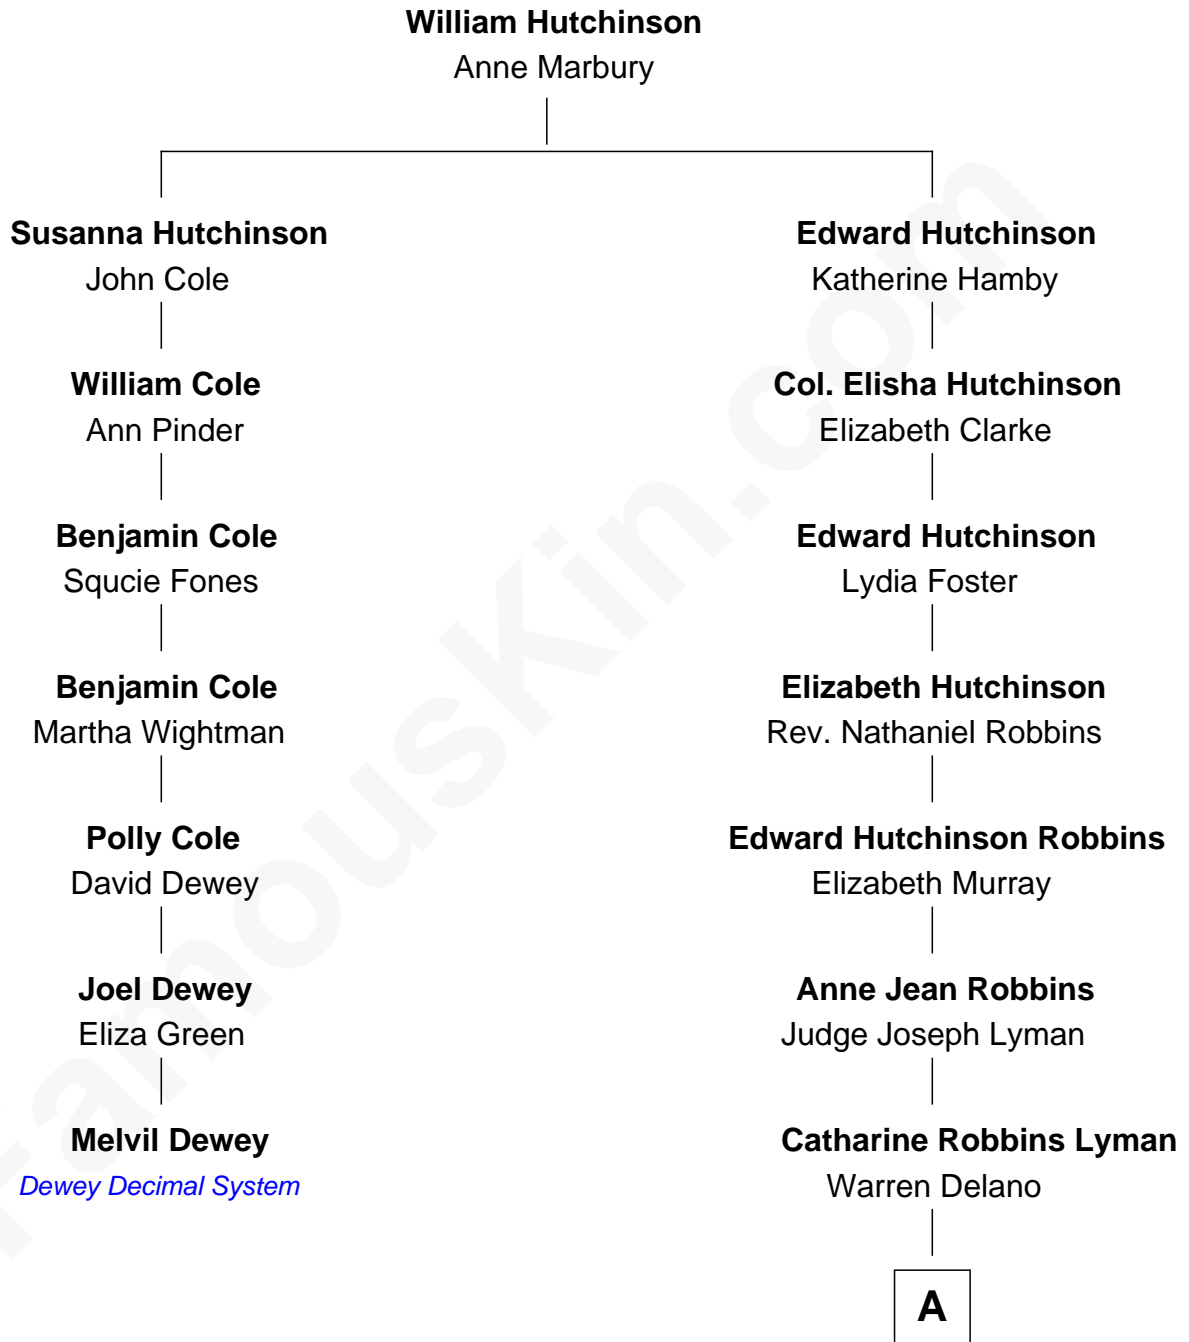 William Hutchinson
Anne Marbury
Susanna Hutchinson
John Cole
Edward Hutchinson
Katherine Hamby
William Cole
Ann Pinder
Col. Elisha Hutchinson
Elizabeth Clarke
Benjamin Cole
Squcie Fones
Edward Hutchinson
Lydia Foster
Benjamin Cole
Martha Wightman
Elizabeth Hutchinson
Rev. Nathaniel Robbins
Polly Cole
David Dewey
Edward Hutchinson Robbins
Elizabeth Murray
Joel Dewey
Eliza Green
Anne Jean Robbins
Judge Joseph Lyman
Melvil Dewey
Dewey Decimal System
Catharine Robbins Lyman
Warren Delano
A
FamousKin.com